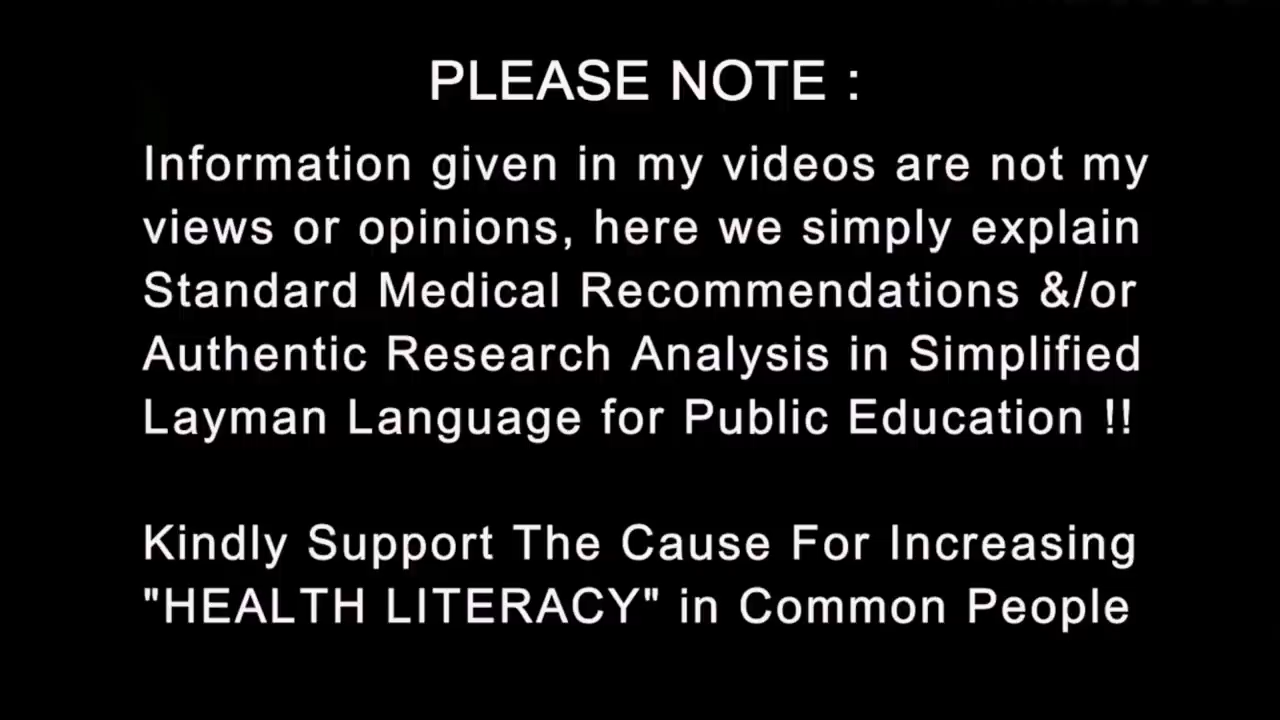 PLEASE NOTE :
Information given in my videos are not my
views or opinions, here we simply explain
Standard Medical Recommendations &/or
Authentic Research Analysis in Simplified
Layman Language for Public Education !!
Kindly Support The Cause For Increasing
"HEALTH LITERACY" in Common People